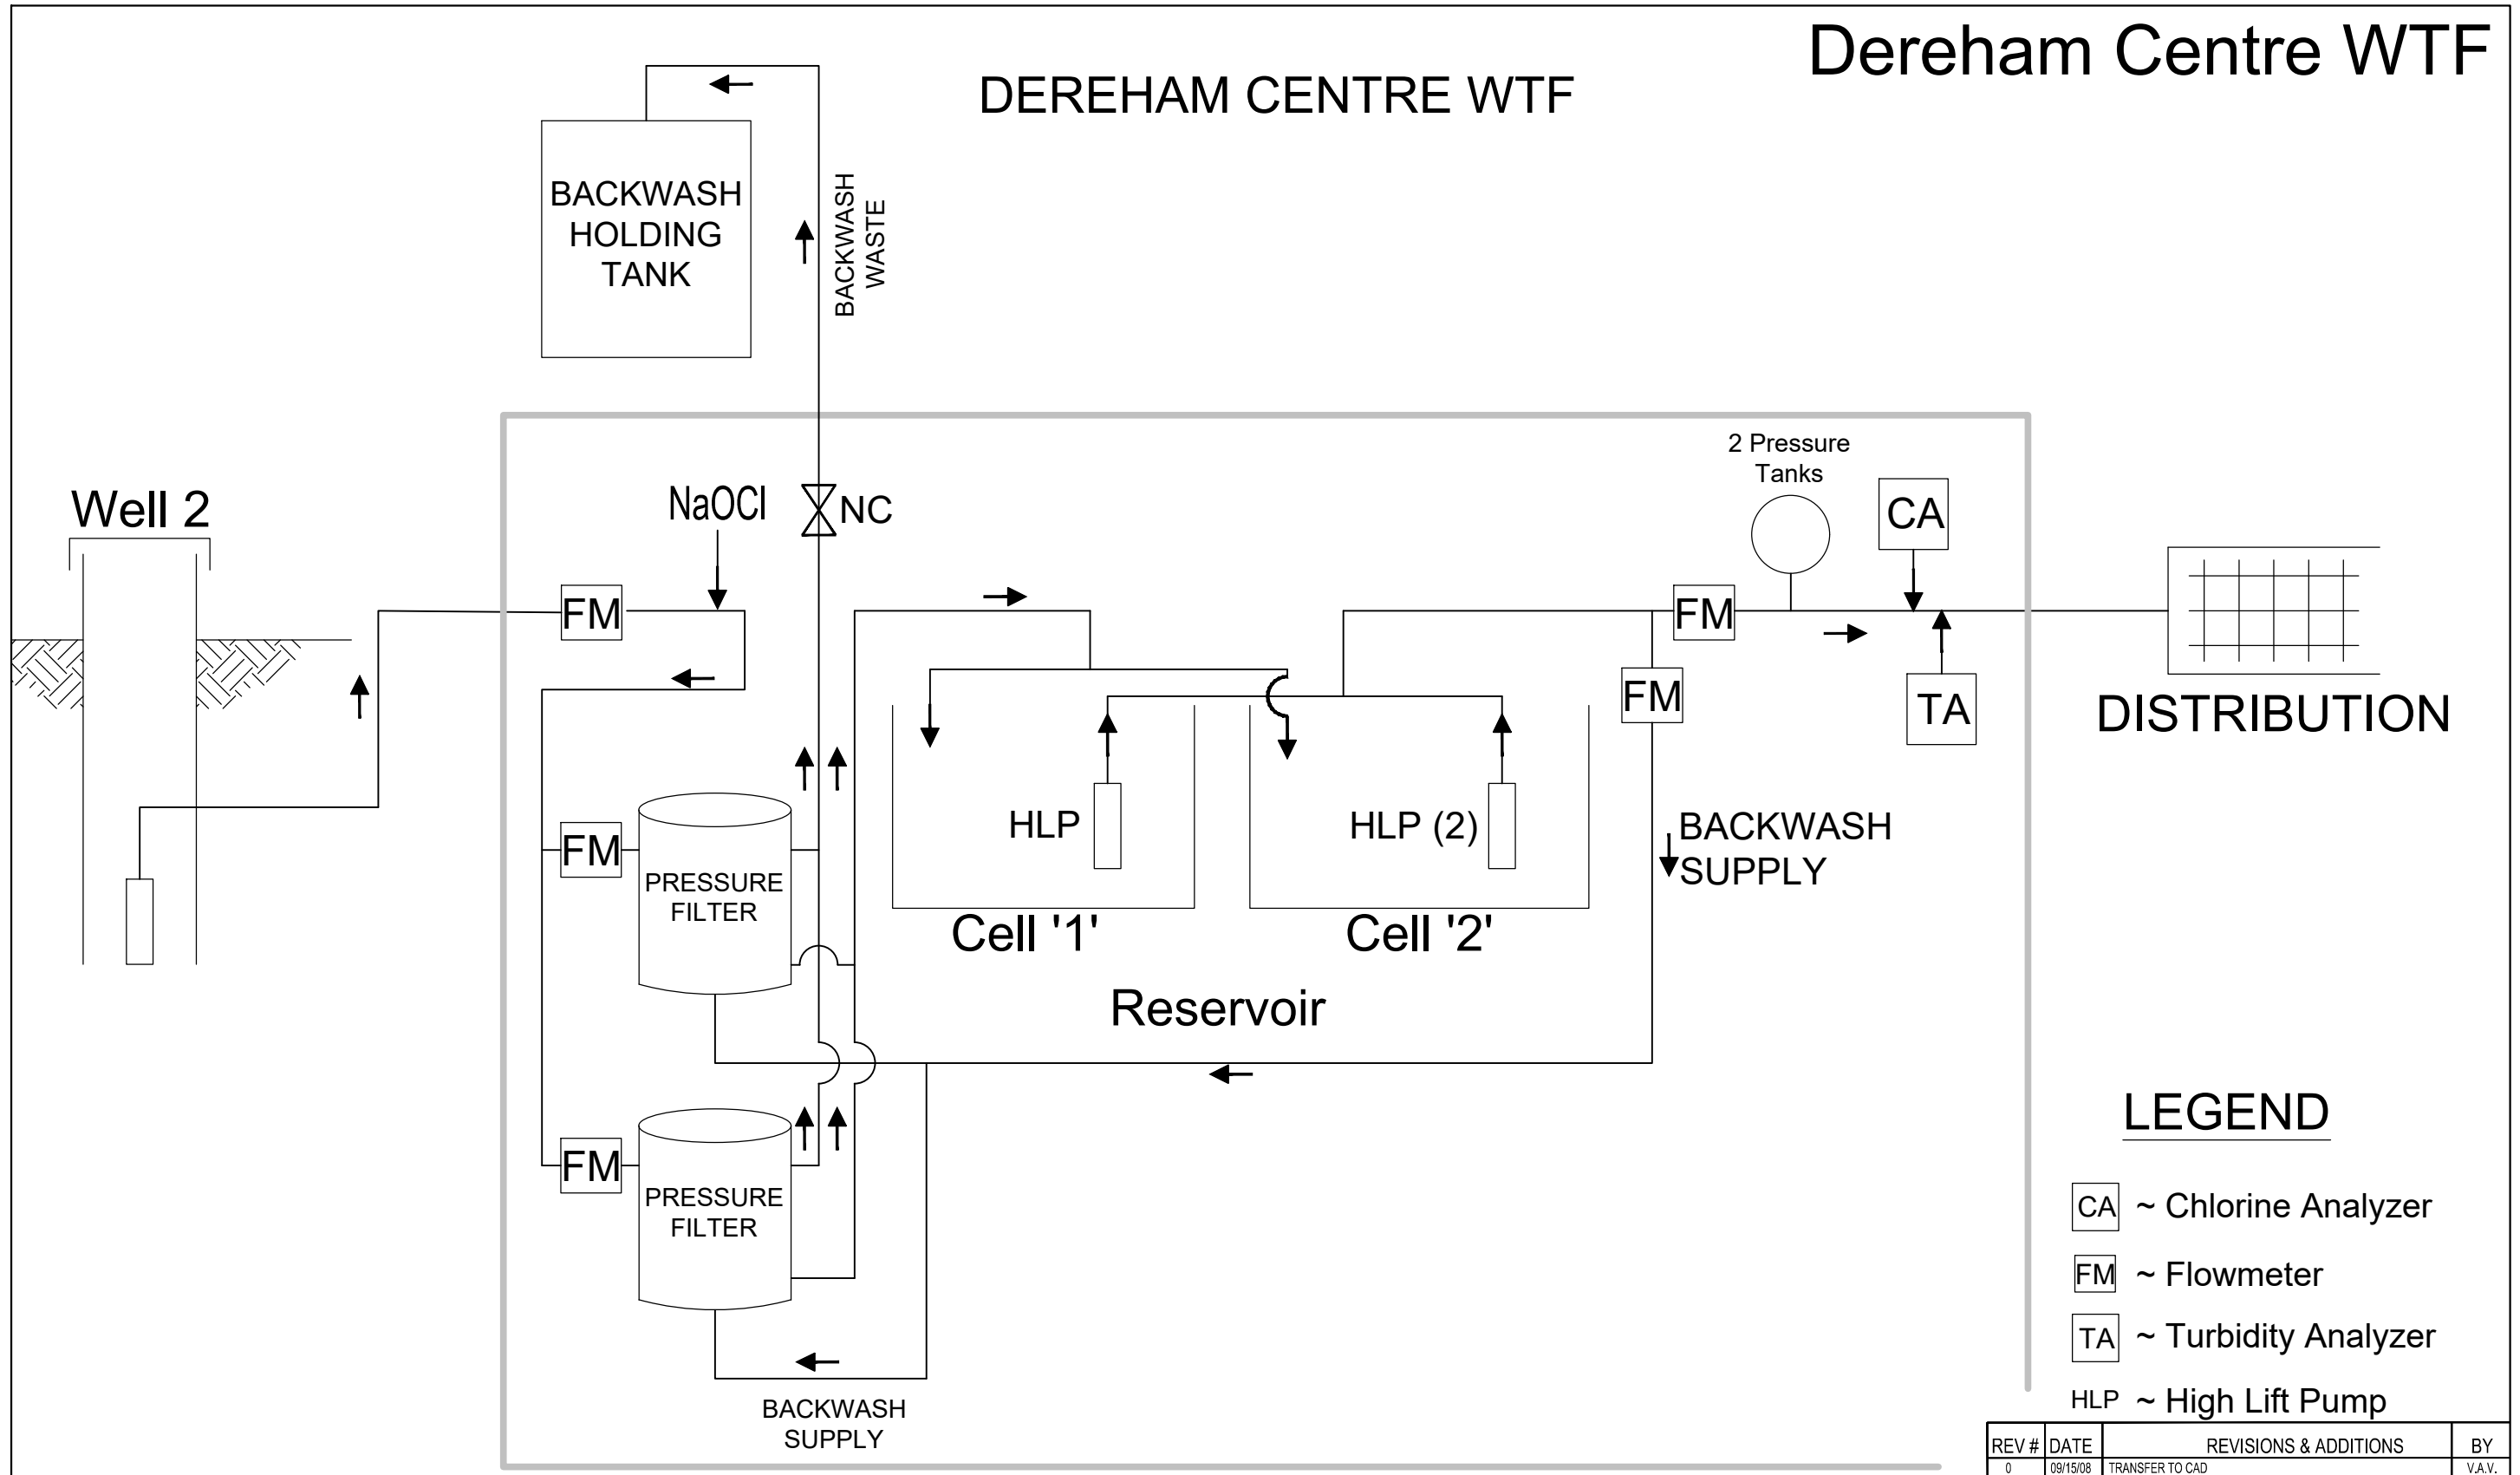 Dereham Centre WTF
DEREHAM CENTRE WTF
BACKWASH
HOLDING
TANK
BACKWASH
WASTE
2 Pressure
Tanks
Well 2
NaOCl
NC
CA
FM
FM
FM
TA
DISTRIBUTION
HLP
HLP (2)
BACKWASH
SUPPLY
FM
PRESSURE
FILTER
Cell '1'
Cell '2'
Reservoir
FM
PRESSURE
FILTER
BACKWASH
SUPPLY
LEGEND
CA ~ Chlorine Analyzer
FM ~ Flowmeter
TA ~ Turbidity Analyzer
HLP ~ High Lift Pump
REV # DATE REVISIONS & ADDITIONS BY
0 09/15/08 TRANSFER TO CAD V.A.V.